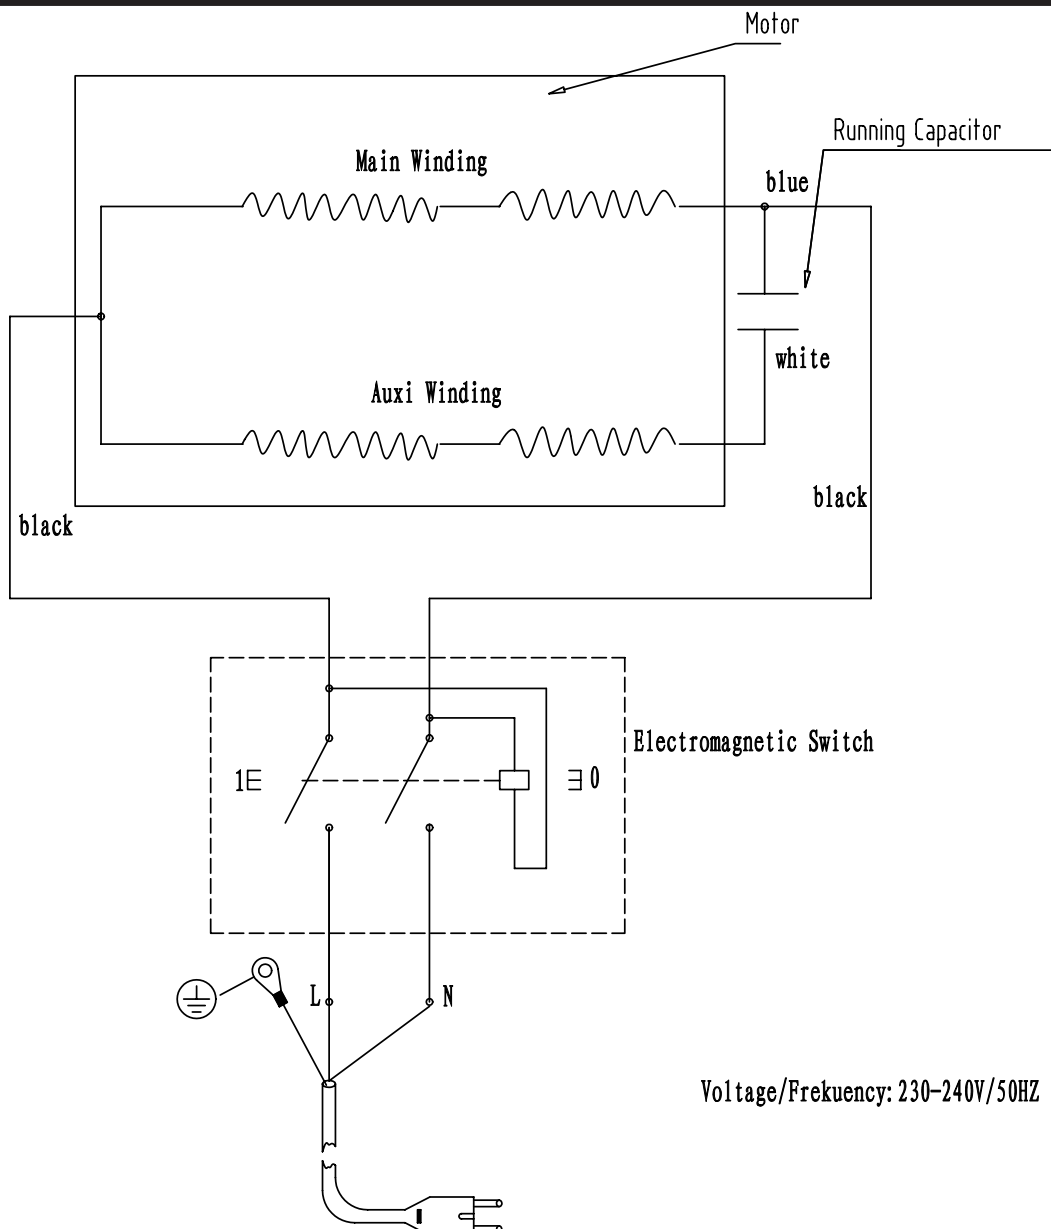 Motor
Running Capacitor
Main Winding
blue
white
Auxi Winding
black
black
Electromagnetic Switch
1
0
L
N
Voltage/Frekuency: 230-240V/50HZ